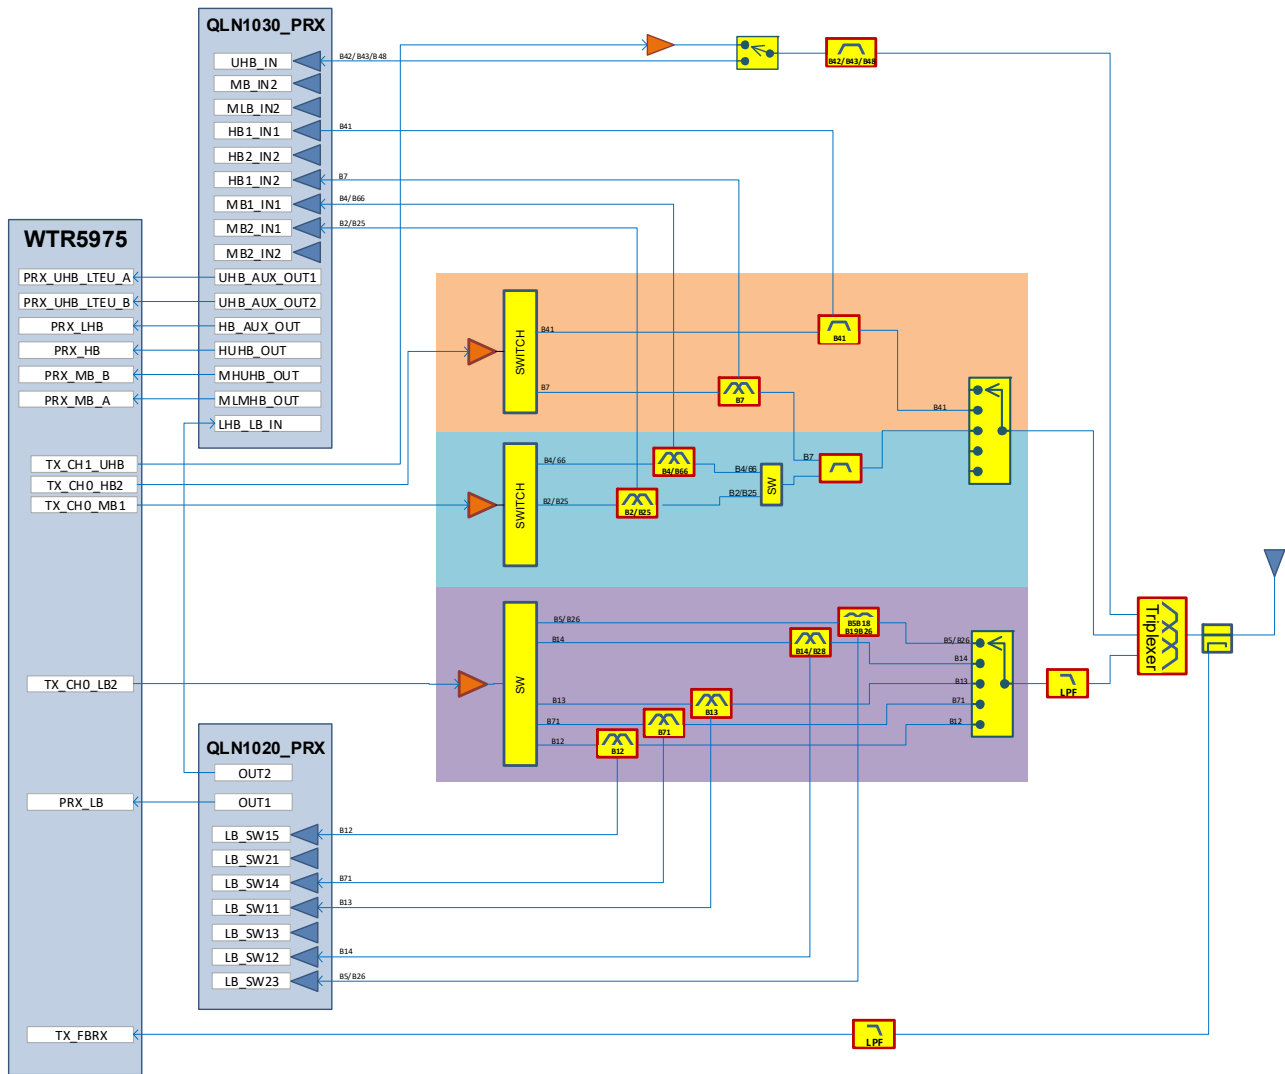 QLN1030_PRX
UHB_IN
MB_IN2
MLB_IN2
HB1_IN1
HB2_IN2
HB1_IN2
MB1_IN1
MB2_IN1
MB2_IN2
UHB_AUX_OUT1
UHB_AUX_OUT2
HB_AUX_OUT
HUHB_OUT
MHUHB_OUT
MLMHB_OUT
LHB_LB_IN
B42/B43/B48
B41
B7
B4/B66
B2/B25
B42/B43/B48
WTR5975
PRX_UHB_LTEU_A
PRX_UHB_LTEU_B
PRX_LHB
PRX_HB
PRX_MB_B
PRX_MB_A
TX_CH1_UHB
TX_CH0_HB2
TX_CH0_MB1
TX_CH0_LB2
PRX_LB
TX_FBRX
SWITCH
B41
B7
B41
B7
B41
SWITCH
B4/66
B2/B25
B4/B66
B2/B25
B4/66
B2/B25
SW
B7
SW
B5/B26
B14
B13
B71
B12
B5B18
B19B26
B14/B28
B13
B71
B12
B5/B26
B14
B13
B71
B12
LPF
Triplexer
QLN1020_PRX
OUT2
OUT1
LB_SW15
LB_SW21
LB_SW14
LB_SW11
LB_SW13
LB_SW12
LB_SW23
B12
B71
B13
B14
B5/B26
LPF